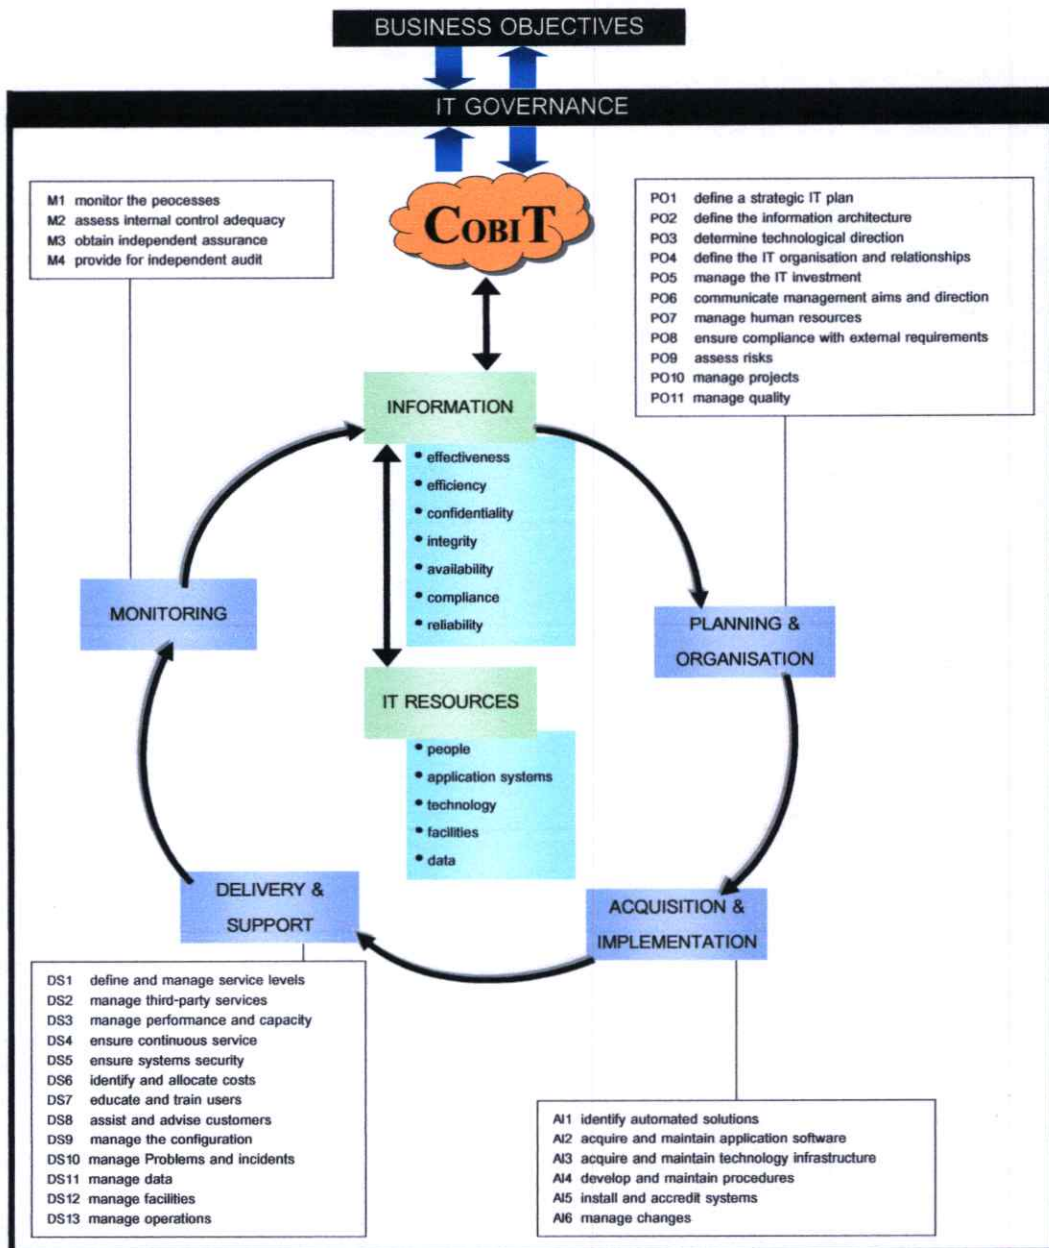 BUSINESS OBJECTIVES
IT GOVERNANCE
COBIT
M1 monitor the peocesses
M2 assess internal control adequacy
M3 obtain independent assurance
M4 provide for independent audit
PO1 define a strategic IT plan
PO2 define the information architecture
PO3 determine technological direction
PO4 define the IT organisation and relationships
PO5 manage the IT investment
PO6 communicate management aims and direction
PO7 manage human resources
PO8 ensure compliance with external requirements
PO9 assess risks
PO10 manage projects
PO11 manage quality
INFORMATION
• effectiveness
• efficiency
• confidentiality
• integrity
• availability
• compliance
• reliability
MONITORING
PLANNING &
ORGANISATION
IT RESOURCES
• people
• application systems
• technology
• facilities
• data
DELIVERY &
SUPPORT
ACQUISITION &
IMPLEMENTATION
DS1 define and manage service levels
DS2 manage third-party services
DS3 manage performance and capacity
DS4 ensure continuous service
DS5 ensure systems security
DS6 identify and allocate costs
DS7 educate and train users
DS8 assist and advise customers
DS9 manage the configuration
DS10 manage Problems and incidents
DS11 manage data
DS12 manage facilities
DS13 manage operations
AI1 identify automated solutions
AI2 acquire and maintain application software
AI3 acquire and maintain technology infrastructure
AI4 develop and maintain procedures
AI5 install and accredit systems
AI6 manage changes